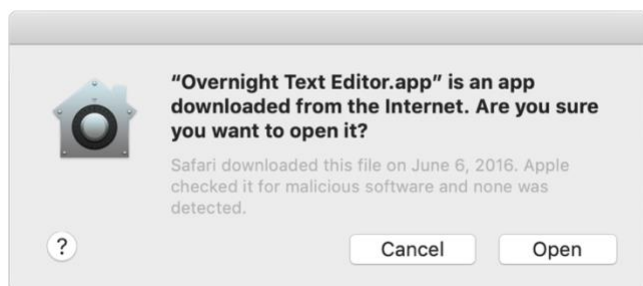 “Overnight Text Editor.app” is an app
downloaded from the Internet. Are you sure
you want to open it?
Safari downloaded this file on June 6, 2016. Apple
checked it for malicious software and none was
detected.
?
Cancel
Open